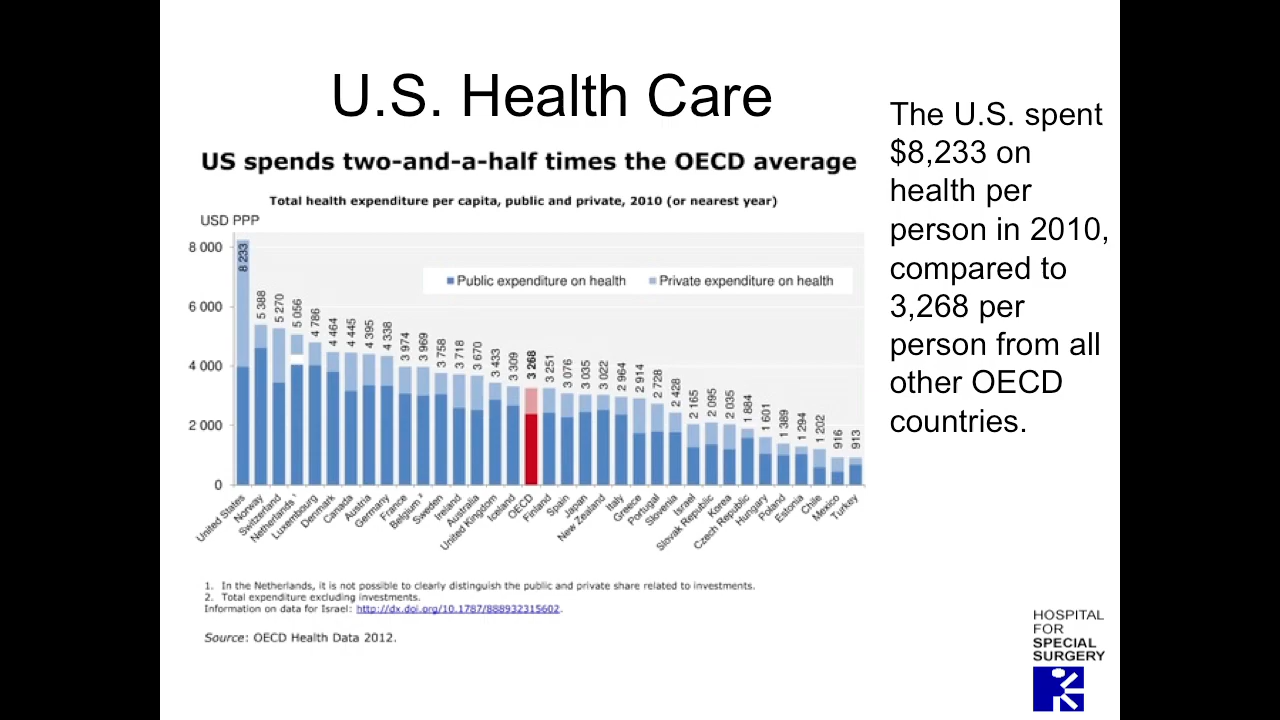 U.S. Health Care
US spends two-and-a-half times the OECD average
Total health expenditure per capita, public and private, 2010 (or nearest year)
USD PPP
8 000
6 000
4 000
2 000
0
Public expenditure on health
Private expenditure on health
8 233
5 388
5 270
5 056
4 786
4 464
4 445
4 395
4 338
3 974
3 969
3 758
3 718
3 670
3 433
3 309
3 268
3 251
3 076
3 035
3 022
2 964
2 914
2 728
2 428
2 165
2 095
2 035
1 884
1 601
1 389
1 294
1 202
916
913
United States
Norway
Switzerland
Netherlands ¹
Luxembourg
Denmark
Canada
Austria
Germany
France
Belgium ²
Sweden
Ireland
Australia
United Kingdom
Iceland
OECD
Finland
Spain
Japan
New Zealand
Italy
Greece
Portugal
Slovenia
Israel
Slovak Republic
Korea
Czech Republic
Hungary
Poland
Estonia
Chile
Mexico
Turkey
1. In the Netherlands, it is not possible to clearly distinguish the public and private share related to investments.
2. Total expenditure excluding investments.
Information on data for Israel: http://dx.doi.org/10.1787/888932315602.
Source: OECD Health Data 2012.
The U.S. spent
$8,233 on
health per
person in 2010,
compared to
3,268 per
person from all
other OECD
countries.
HOSPITAL
FOR
SPECIAL
SURGERY